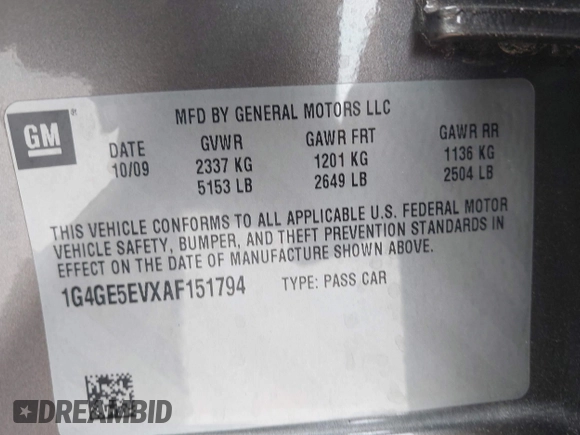 GM
MFD BY GENERAL MOTORS LLC
DATE GVWR GAWR FRT GAWR RR
10/09 2337 KG 1201 KG 1136 KG
5153 LB 2649 LB 2504 LB
THIS VEHICLE CONFORMS TO ALL APPLICABLE U.S. FEDERAL MOTOR
VEHICLE SAFETY, BUMPER, AND THEFT PREVENTION STANDARDS IN
EFFECT ON THE DATE OF MANUFACTURE SHOWN ABOVE.
1G4GE5EVXAF151794 TYPE: PASS CAR
DREAMBID